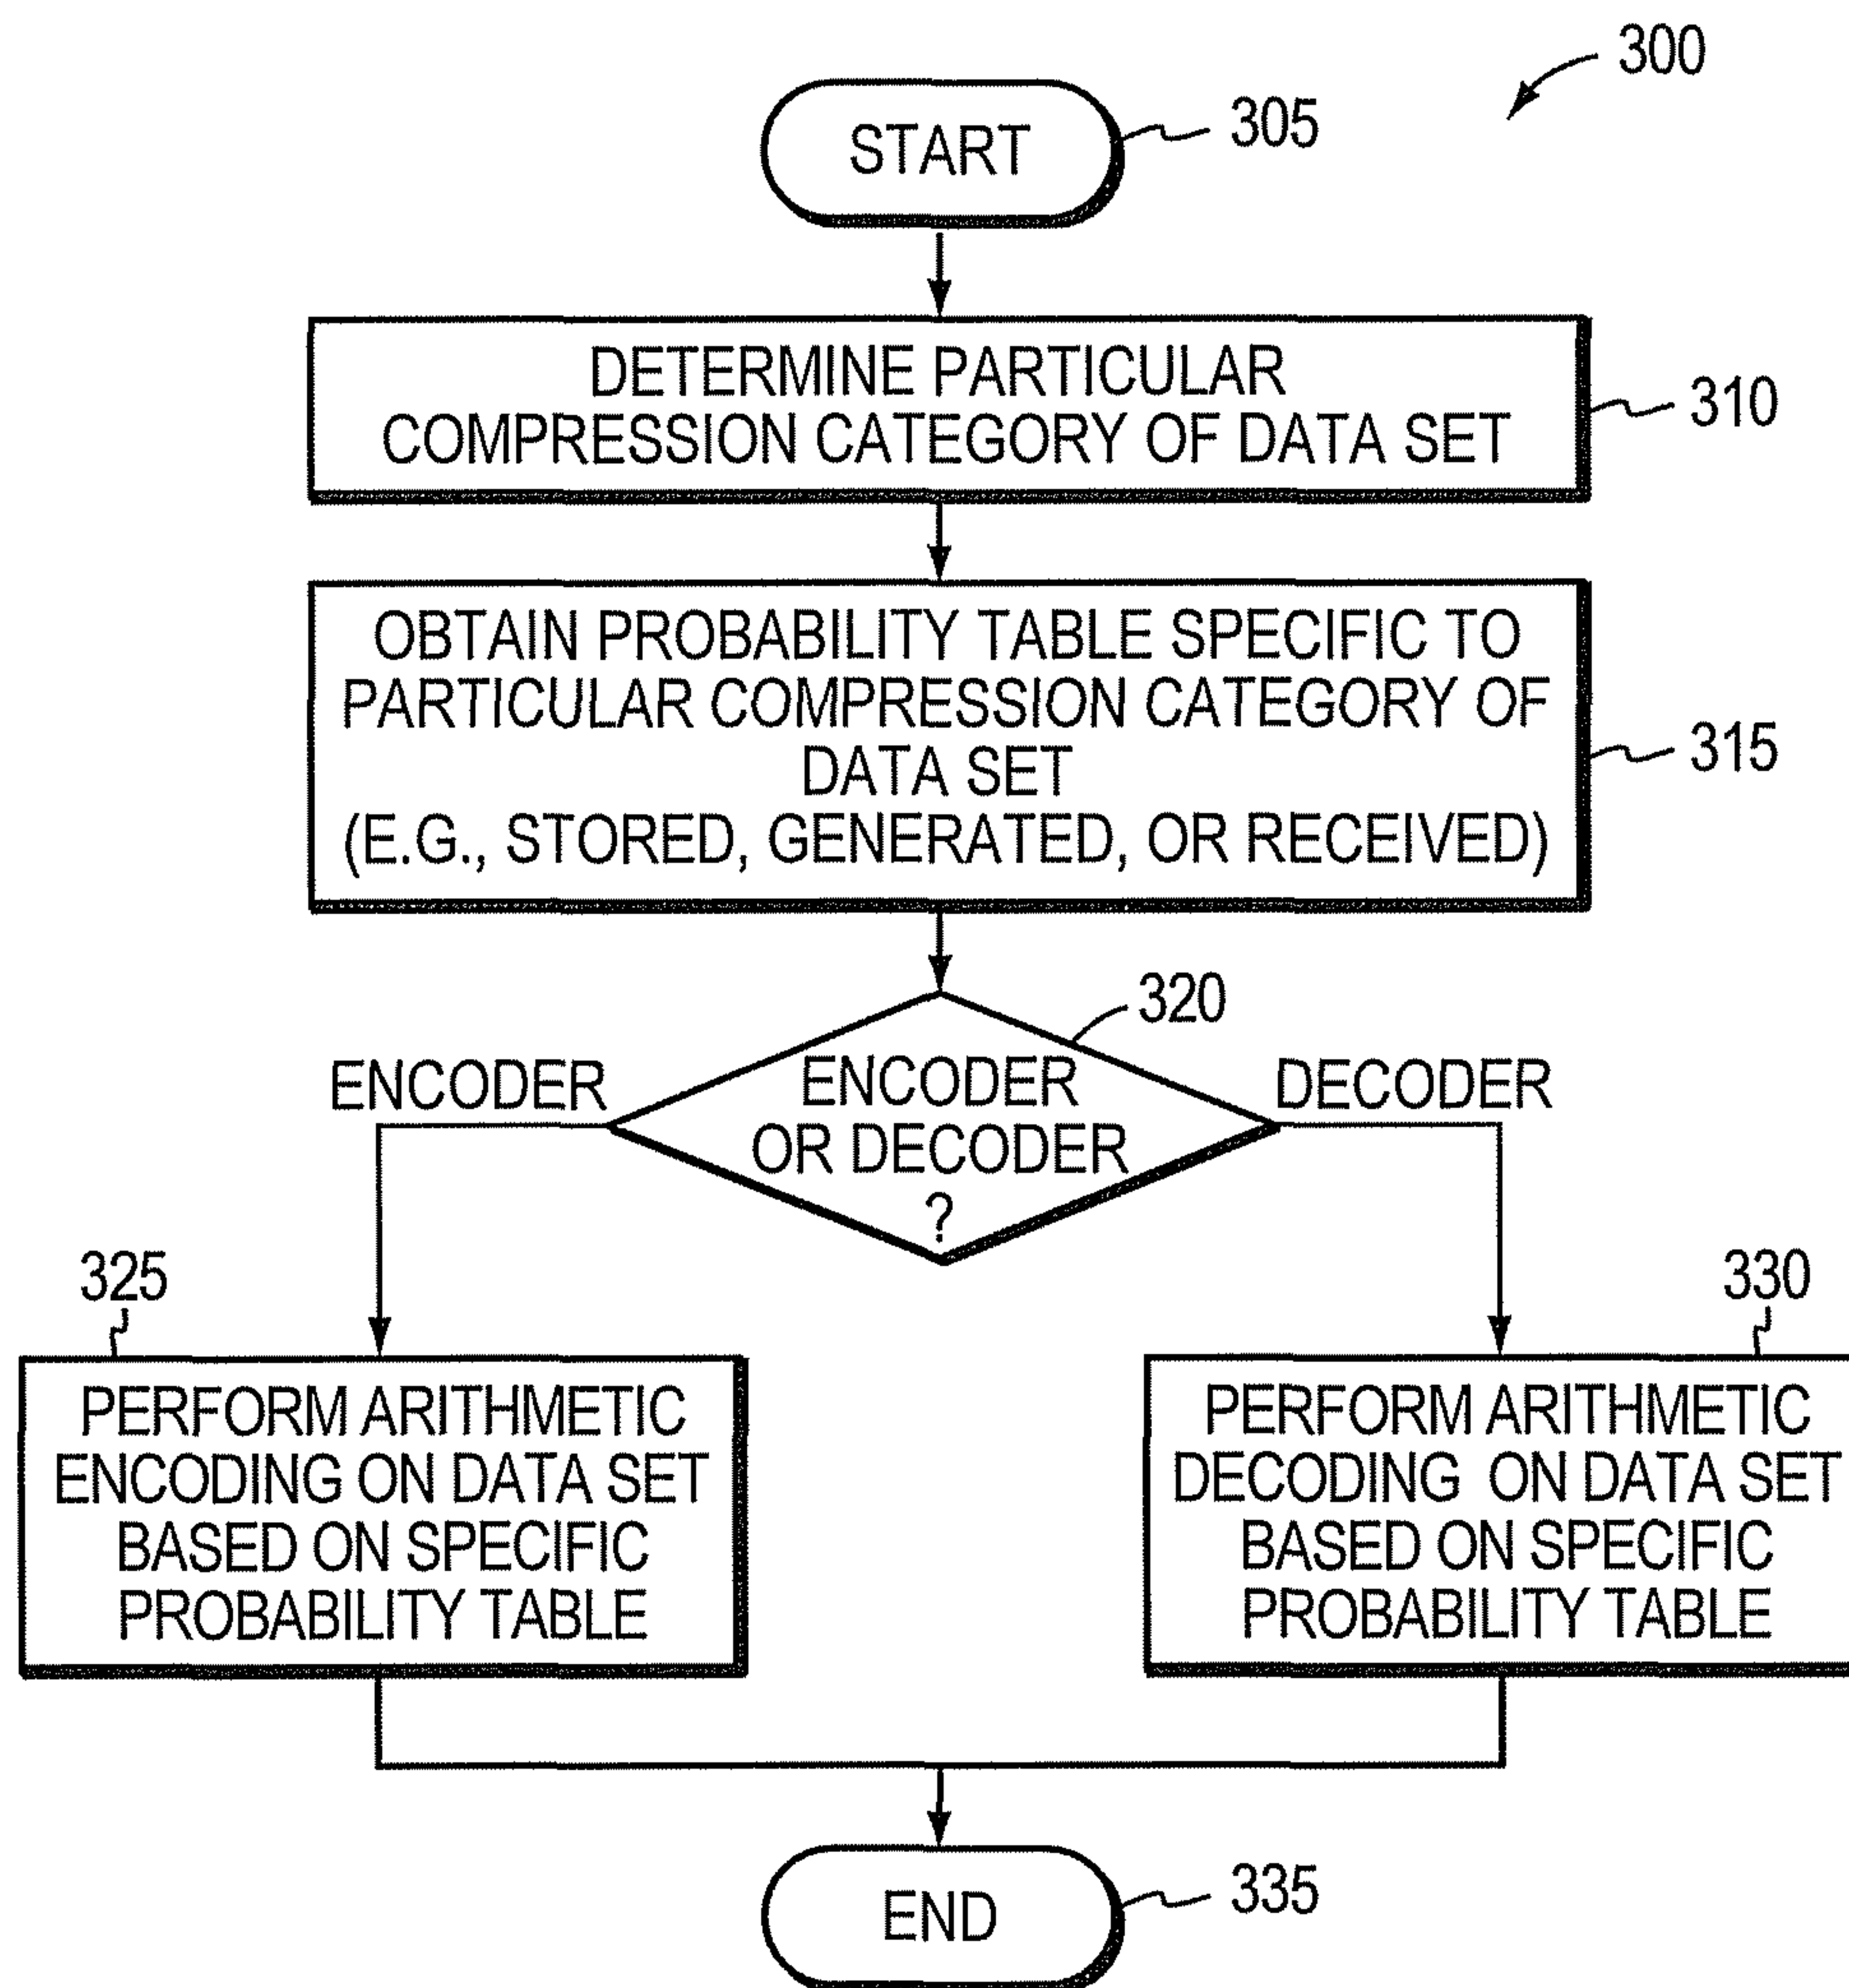 300
START
305
DETERMINE PARTICULAR
COMPRESSION CATEGORY OF DATA SET
310
OBTAIN PROBABILITY TABLE SPECIFIC TO
PARTICULAR COMPRESSION CATEGORY OF
DATA SET
(E.G., STORED, GENERATED, OR RECEIVED)
315
320
ENCODER
ENCODER
OR DECODER
?
DECODER
325
PERFORM ARITHMETIC
ENCODING ON DATA SET
BASED ON SPECIFIC
PROBABILITY TABLE
330
PERFORM ARITHMETIC
DECODING ON DATA SET
BASED ON SPECIFIC
PROBABILITY TABLE
END
335